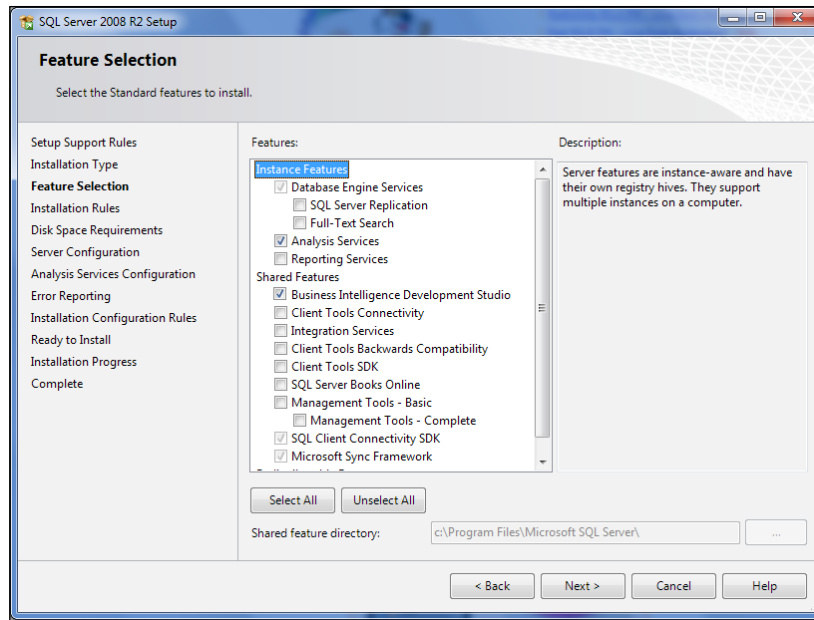 SQL Server 2008 R2 Setup
Feature Selection
Select the Standard features to install.
Setup Support Rules
Installation Type
Feature Selection
Installation Rules
Disk Space Requirements
Server Configuration
Analysis Services Configuration
Error Reporting
Installation Configuration Rules
Ready to Install
Installation Progress
Complete
Features:
Instance Features
Database Engine Services
SQL Server Replication
Full-Text Search
Analysis Services
Reporting Services
Shared Features
Business Intelligence Development Studio
Client Tools Connectivity
Integration Services
Client Tools Backwards Compatibility
Client Tools SDK
SQL Server Books Online
Management Tools - Basic
Management Tools - Complete
SQL Client Connectivity SDK
Microsoft Sync Framework
Description:
Server features are instance-aware and have
their own registry hives. They support
multiple instances on a computer.
Select All
Unselect All
Shared feature directory:
c:\Program Files\Microsoft SQL Server\
...
< Back
Next >
Cancel
Help